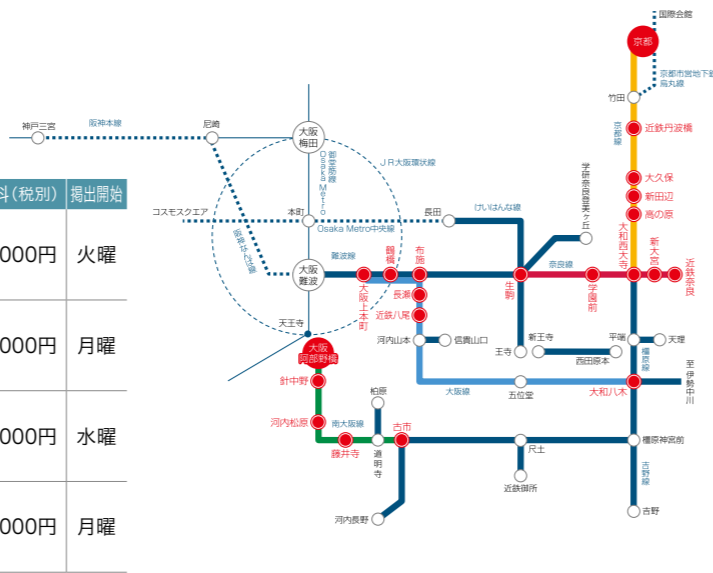 料(税別) 掲出開始
000円 火曜
000円 月曜
000円 水曜
000円 月曜
国際会館
京都
京都市営地下鉄
烏丸線
竹田
京都線
近鉄丹波橋
大久保
新田辺
高の原
大和西大寺
新大宮
近鉄奈良
神戸三宮
阪神本線
尼崎
大阪
梅田
御堂筋線
Osaka Metro
JR大阪環状線
コスモスクエア
本町
Osaka Metro中央線
長田
けいはんな線
学研奈良登美ヶ丘
阪神なんば線
大阪
難波
難波線
鶴橋
布施
大阪上本町
長瀬
近鉄八尾
生駒
奈良線
学園前
天王寺
大阪
阿部野橋
河内山本
信貴山口
王寺
新王寺
西田原本
平端
天理
橿原線
至伊勢中川
針中野
柏原
大阪線
五位堂
大和八木
河内松原
南大阪線
古市
藤井寺
道明寺
尺土
橿原神宮前
近鉄御所
吉野線
河内長野
吉野